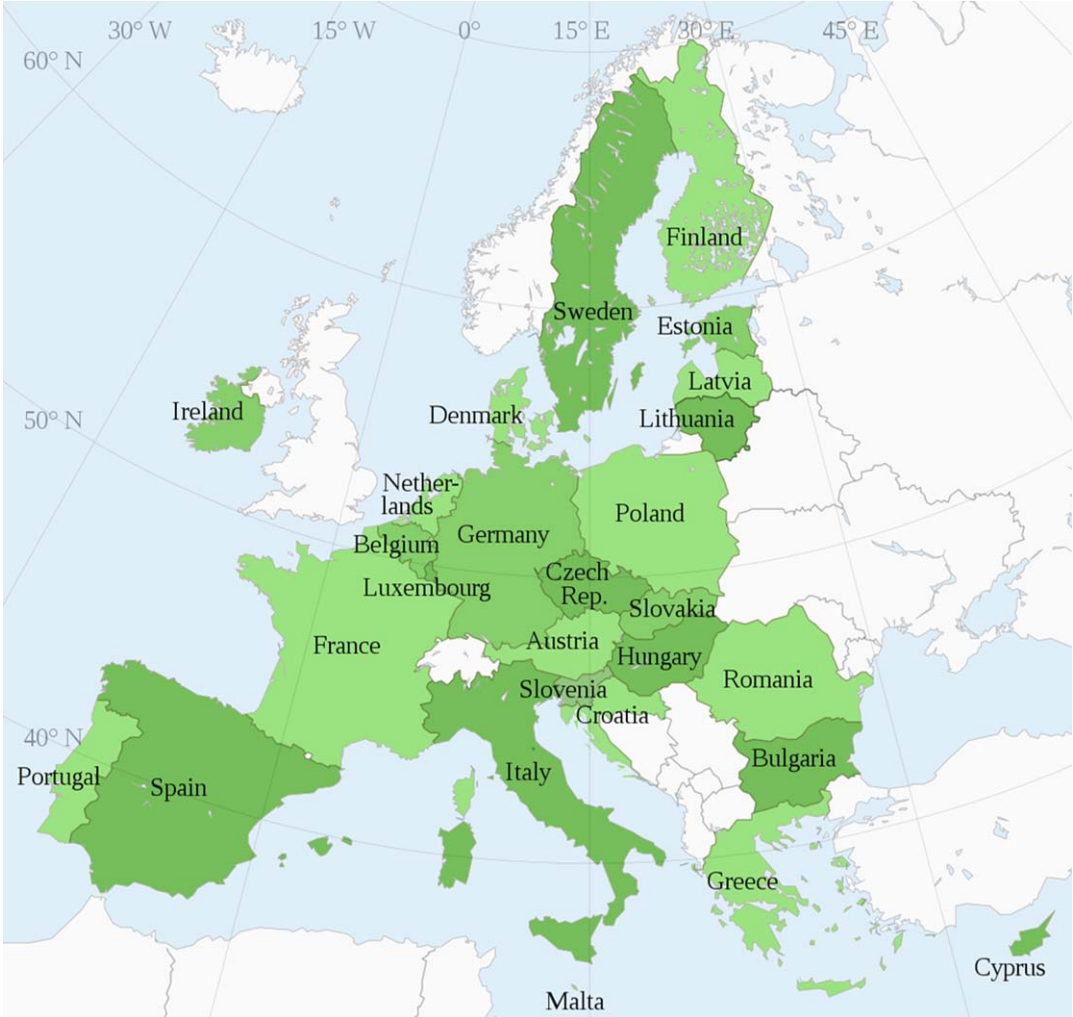 30° W
15° W
0°
15° E
30° E
45° E
60° N
Finland
Sweden
Estonia
Latvia
Ireland
Denmark
Lithuania
50° N
Nether-
lands
Poland
Germany
Belgium
Czech
Rep.
Luxembourg
Slovakia
Austria
France
Hungary
Romania
Slovenia
Croatia
40° N
Bulgaria
Portugal
Spain
Italy
Greece
Cyprus
Malta